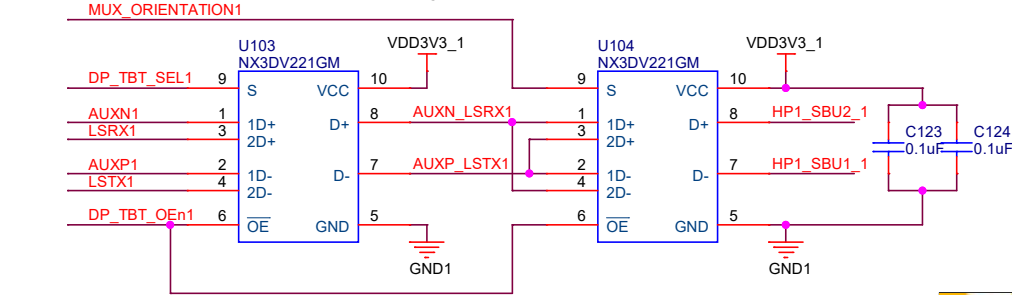 MUX_ORIENTATION1
U103
NX3DV221GM
VDD3V3_1
U104
NX3DV221GM
VDD3V3_1
DP_TBT_SEL1 9 S VCC 10
9 S VCC 10
AUXN1 1 1D+ D+ 8 AUXN_LSRX1
1 1D+ D+ 8 HP1_SBU2_1
LSRX1 3 2D+
3 2D+
C123 0.1uF
C124 0.1uF
AUXP1 2 1D- D- 7 AUXP_LSTX1
2 1D- D- 7 HP1_SBU1_1
LSTX1 4 2D-
4 2D-
DP_TBT_OEn1 6 OE GND 5
6 OE GND 5
GND1
GND1